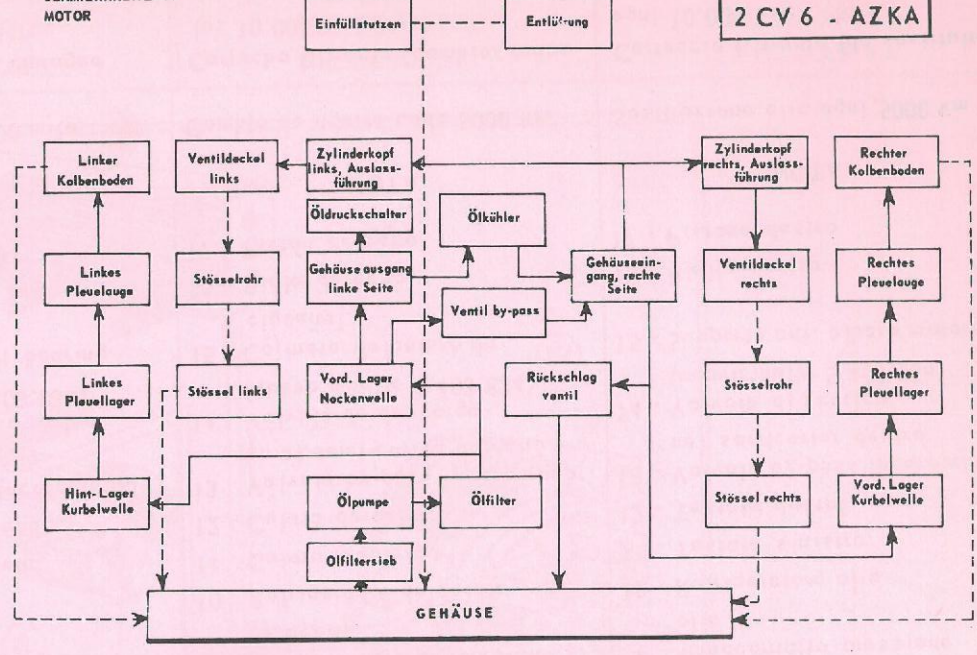 MOTOR
Einfüllstutzen
Entlüftung
2 CV 6 - AZKA
Linker
Kolbenboden
Ventildeckel
links
Zylinderkopf
links, Auslass-
führung
Zylinderkopf
rechts, Auslass-
führung
Rechter
Kolbenboden
Öldruckschalter
Ölkühler
Linkes
Pleuelauge
Stösselrohr
Gehäuseausgang
linke Seite
Gehäuseein-
gang, rechte
Seite
Ventildeckel
rechts
Rechtes
Pleuelauge
Ventil by-pass
Linkes
Pleuellager
Stössel links
Vord. Lager
Nockenwelle
Rückschlag
ventil
Stösselrohr
Rechtes
Pleuellager
Hint-Lager
Kurbelwelle
Ölpumpe
Ölfilter
Stössel rechts
Vord. Lager
Kurbelwelle
Ölfiltersieb
GEHÄUSE